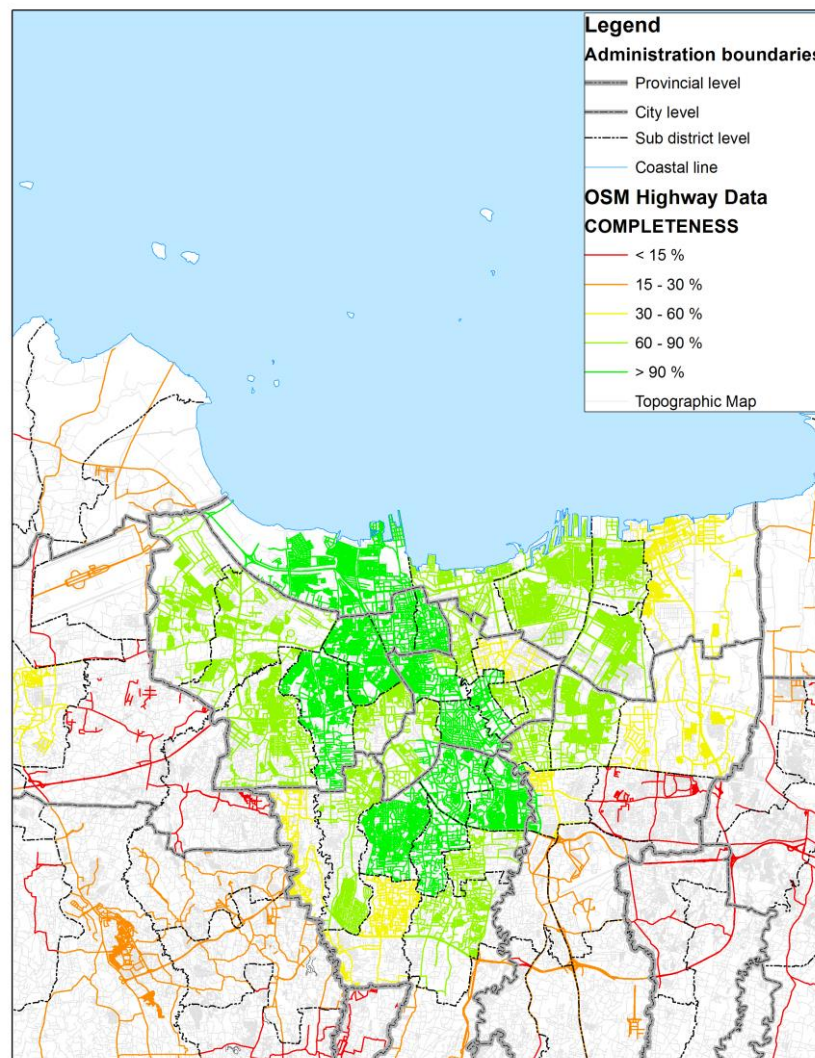 Legend
Administration boundaries
Provincial level
City level
Sub district level
Coastal line
OSM Highway Data
COMPLETENESS
< 15 %
15 - 30 %
30 - 60 %
60 - 90 %
> 90 %
Topographic Map